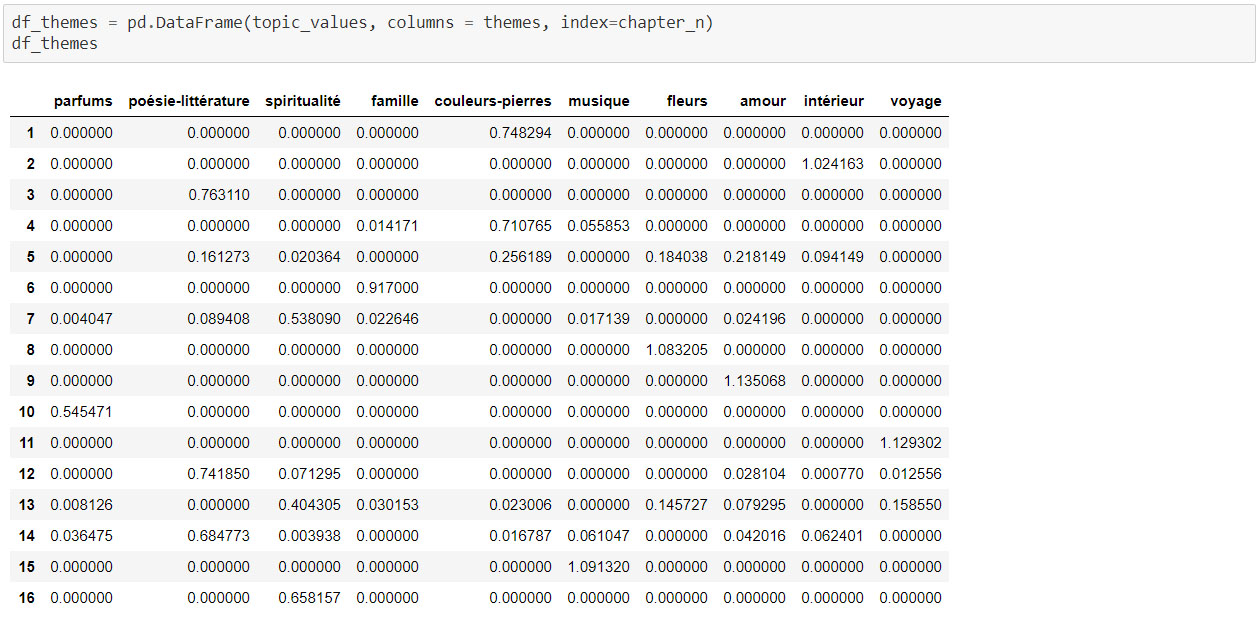 df_themes = pd.DataFrame(topic_values, columns = themes, index=chapter_n)
df_themes
parfums poésie-littérature spiritualité famille couleurs-pierres musique fleurs amour intérieur voyage
1 0.000000 0.000000 0.000000 0.000000 0.748294 0.000000 0.000000 0.000000 0.000000 0.000000
2 0.000000 0.000000 0.000000 0.000000 0.000000 0.000000 0.000000 0.000000 1.024163 0.000000
3 0.000000 0.763110 0.000000 0.000000 0.000000 0.000000 0.000000 0.000000 0.000000 0.000000
4 0.000000 0.000000 0.000000 0.014171 0.710765 0.055853 0.000000 0.000000 0.000000 0.000000
5 0.000000 0.161273 0.020364 0.000000 0.256189 0.000000 0.184038 0.218149 0.094149 0.000000
6 0.000000 0.000000 0.000000 0.917000 0.000000 0.000000 0.000000 0.000000 0.000000 0.000000
7 0.004047 0.089408 0.538090 0.022646 0.000000 0.017139 0.000000 0.024196 0.000000 0.000000
8 0.000000 0.000000 0.000000 0.000000 0.000000 0.000000 1.083205 0.000000 0.000000 0.000000
9 0.000000 0.000000 0.000000 0.000000 0.000000 0.000000 0.000000 1.135068 0.000000 0.000000
10 0.545471 0.000000 0.000000 0.000000 0.000000 0.000000 0.000000 0.000000 0.000000 0.000000
11 0.000000 0.000000 0.000000 0.000000 0.000000 0.000000 0.000000 0.000000 0.000000 1.129302
12 0.000000 0.741850 0.071295 0.000000 0.000000 0.000000 0.000000 0.028104 0.000770 0.012556
13 0.008126 0.000000 0.404305 0.030153 0.023006 0.000000 0.145727 0.079295 0.000000 0.158550
14 0.036475 0.684773 0.003938 0.000000 0.016787 0.061047 0.000000 0.042016 0.062401 0.000000
15 0.000000 0.000000 0.000000 0.000000 0.000000 1.091320 0.000000 0.000000 0.000000 0.000000
16 0.000000 0.000000 0.658157 0.000000 0.000000 0.000000 0.000000 0.000000 0.000000 0.000000